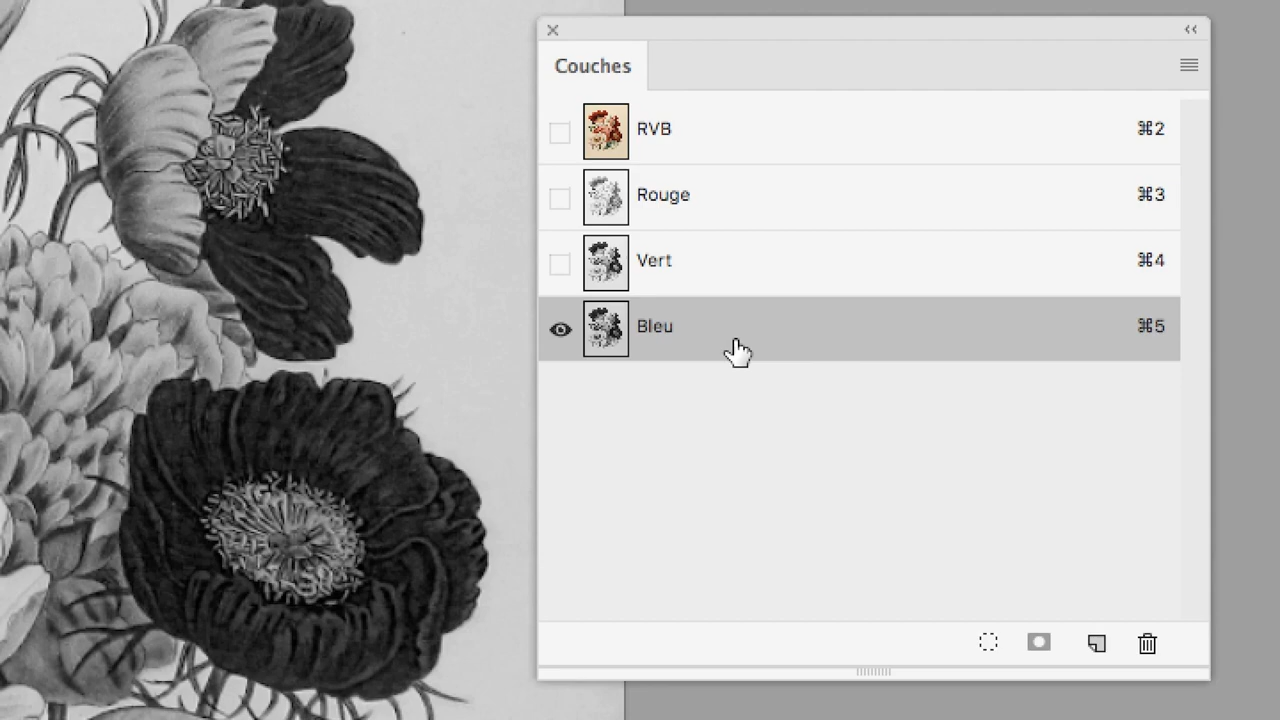 Couches
RVB ⌘2
Rouge ⌘3
Vert ⌘4
Bleu ⌘5